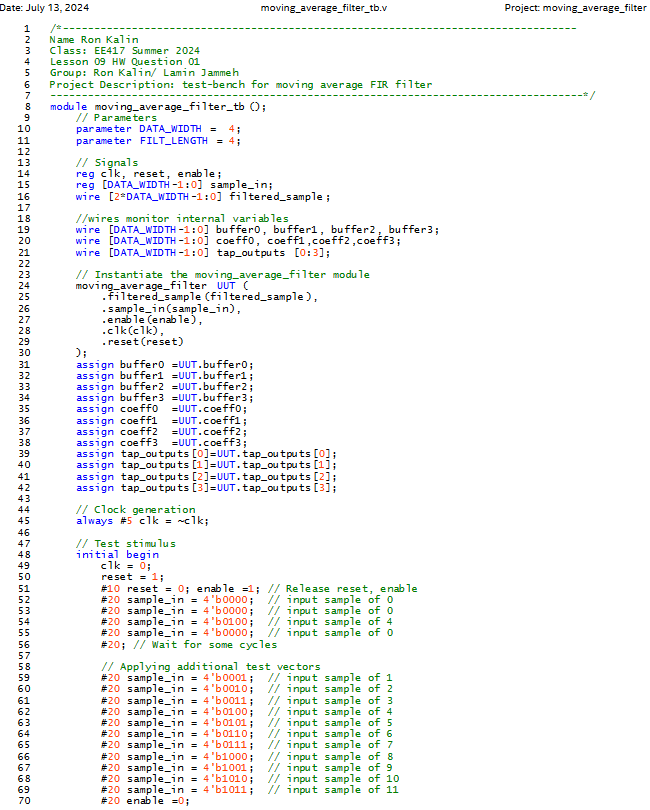 Date: July 13, 2024 moving_average_filter_tb.v Project: moving_average_filter
1 /*-----------------------------------------------------------------------------
2 Name Ron Kalin
3 Class: EE417 Summer 2024
4 Lesson 09 HW Question 01
5 Group: Ron Kalin/ Lamin Jammeh
6 Project Description: test-bench for moving average FIR filter
7 -----------------------------------------------------------------------------*/
8 module moving_average_filter_tb ();
9 // Parameters
10 parameter DATA_WIDTH = 4;
11 parameter FILT_LENGTH = 4;
12
13 // Signals
14 reg clk, reset, enable;
15 reg [DATA_WIDTH-1:0] sample_in;
16 wire [2*DATA_WIDTH-1:0] filtered_sample;
17
18 //wires monitor internal variables
19 wire [DATA_WIDTH-1:0] buffer0, buffer1, buffer2, buffer3;
20 wire [DATA_WIDTH-1:0] coeff0, coeff1,coeff2,coeff3;
21 wire [DATA_WIDTH-1:0] tap_outputs [0:3];
22
23 // Instantiate the moving_average_filter module
24 moving_average_filter UUT (
25 .filtered_sample(filtered_sample),
26 .sample_in(sample_in),
27 .enable(enable),
28 .clk(clk),
29 .reset(reset)
30 );
31 assign buffer0 =UUT.buffer0;
32 assign buffer1 =UUT.buffer1;
33 assign buffer2 =UUT.buffer2;
34 assign buffer3 =UUT.buffer3;
35 assign coeff0 =UUT.coeff0;
36 assign coeff1 =UUT.coeff1;
37 assign coeff2 =UUT.coeff2;
38 assign coeff3 =UUT.coeff3;
39 assign tap_outputs[0]=UUT.tap_outputs[0];
40 assign tap_outputs[1]=UUT.tap_outputs[1];
41 assign tap_outputs[2]=UUT.tap_outputs[2];
42 assign tap_outputs[3]=UUT.tap_outputs[3];
43
44 // Clock generation
45 always #5 clk = ~clk;
46
47 // Test stimulus
48 initial begin
49 clk = 0;
50 reset = 1;
51 #10 reset = 0; enable =1; // Release reset, enable
52 #20 sample_in = 4'b0000; // input sample of 0
53 #20 sample_in = 4'b0000; // input sample of 0
54 #20 sample_in = 4'b0100; // input sample of 4
55 #20 sample_in = 4'b0000; // input sample of 0
56 #20; // Wait for some cycles
57
58 // Applying additional test vectors
59 #20 sample_in = 4'b0001; // input sample of 1
60 #20 sample_in = 4'b0010; // input sample of 2
61 #20 sample_in = 4'b0011; // input sample of 3
62 #20 sample_in = 4'b0100; // input sample of 4
63 #20 sample_in = 4'b0101; // input sample of 5
64 #20 sample_in = 4'b0110; // input sample of 6
65 #20 sample_in = 4'b0111; // input sample of 7
66 #20 sample_in = 4'b1000; // input sample of 8
67 #20 sample_in = 4'b1001; // input sample of 9
68 #20 sample_in = 4'b1010; // input sample of 10
69 #20 sample_in = 4'b1011; // input sample of 11
70 #20 enable =0;